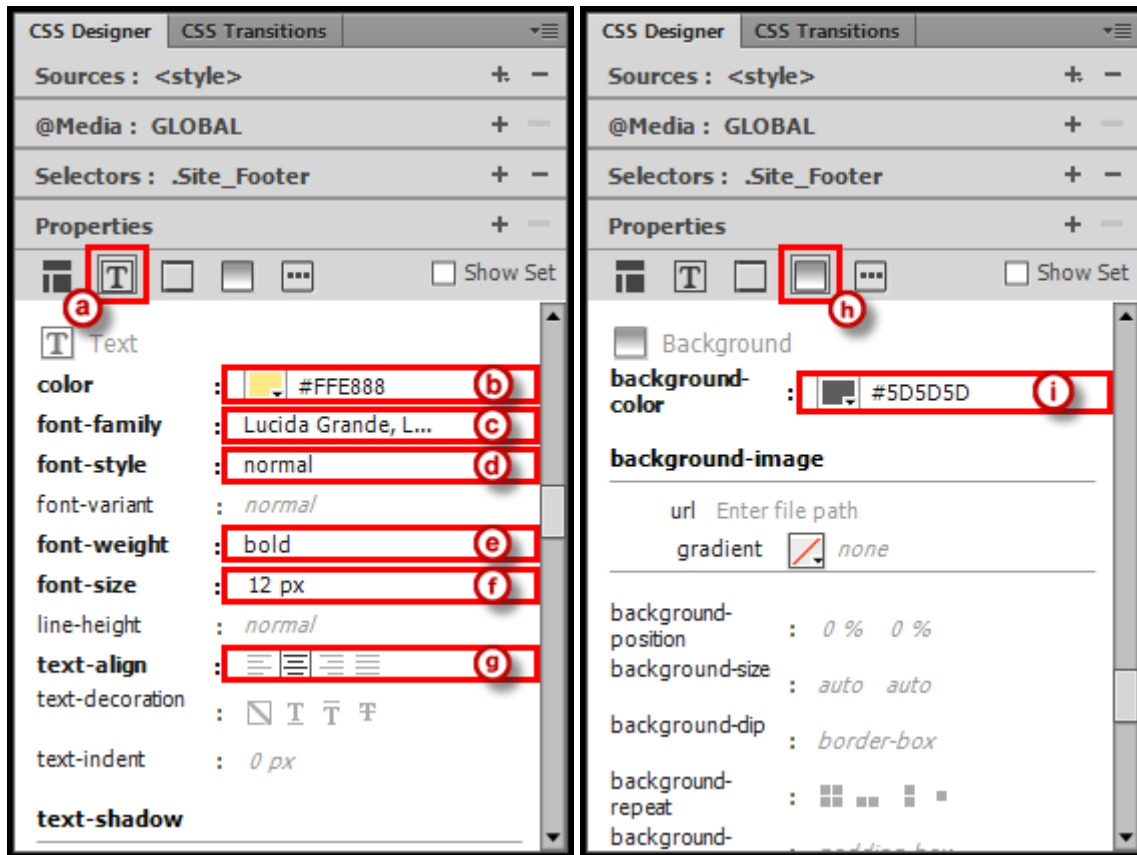 CSS Designer CSS Transitions
Sources : <style>
@Media : GLOBAL
Selectors : .Site_Footer
Properties
T Show Set
a
T Text
color : #FFE888 b
font-family : Lucida Grande, L... c
font-style : normal d
font-variant : normal
font-weight : bold e
font-size : 12 px f
line-height : normal
text-align : g
text-decoration : T T T
text-indent : 0 px
text-shadow
CSS Designer CSS Transitions
Sources : <style>
@Media : GLOBAL
Selectors : .Site_Footer
Properties
T Show Set
h
Background
background-
color : #5D5D5D i
background-image
url Enter file path
gradient none
background-
position : 0 % 0 %
background-size : auto auto
background-dip : border-box
background-
repeat :
background-